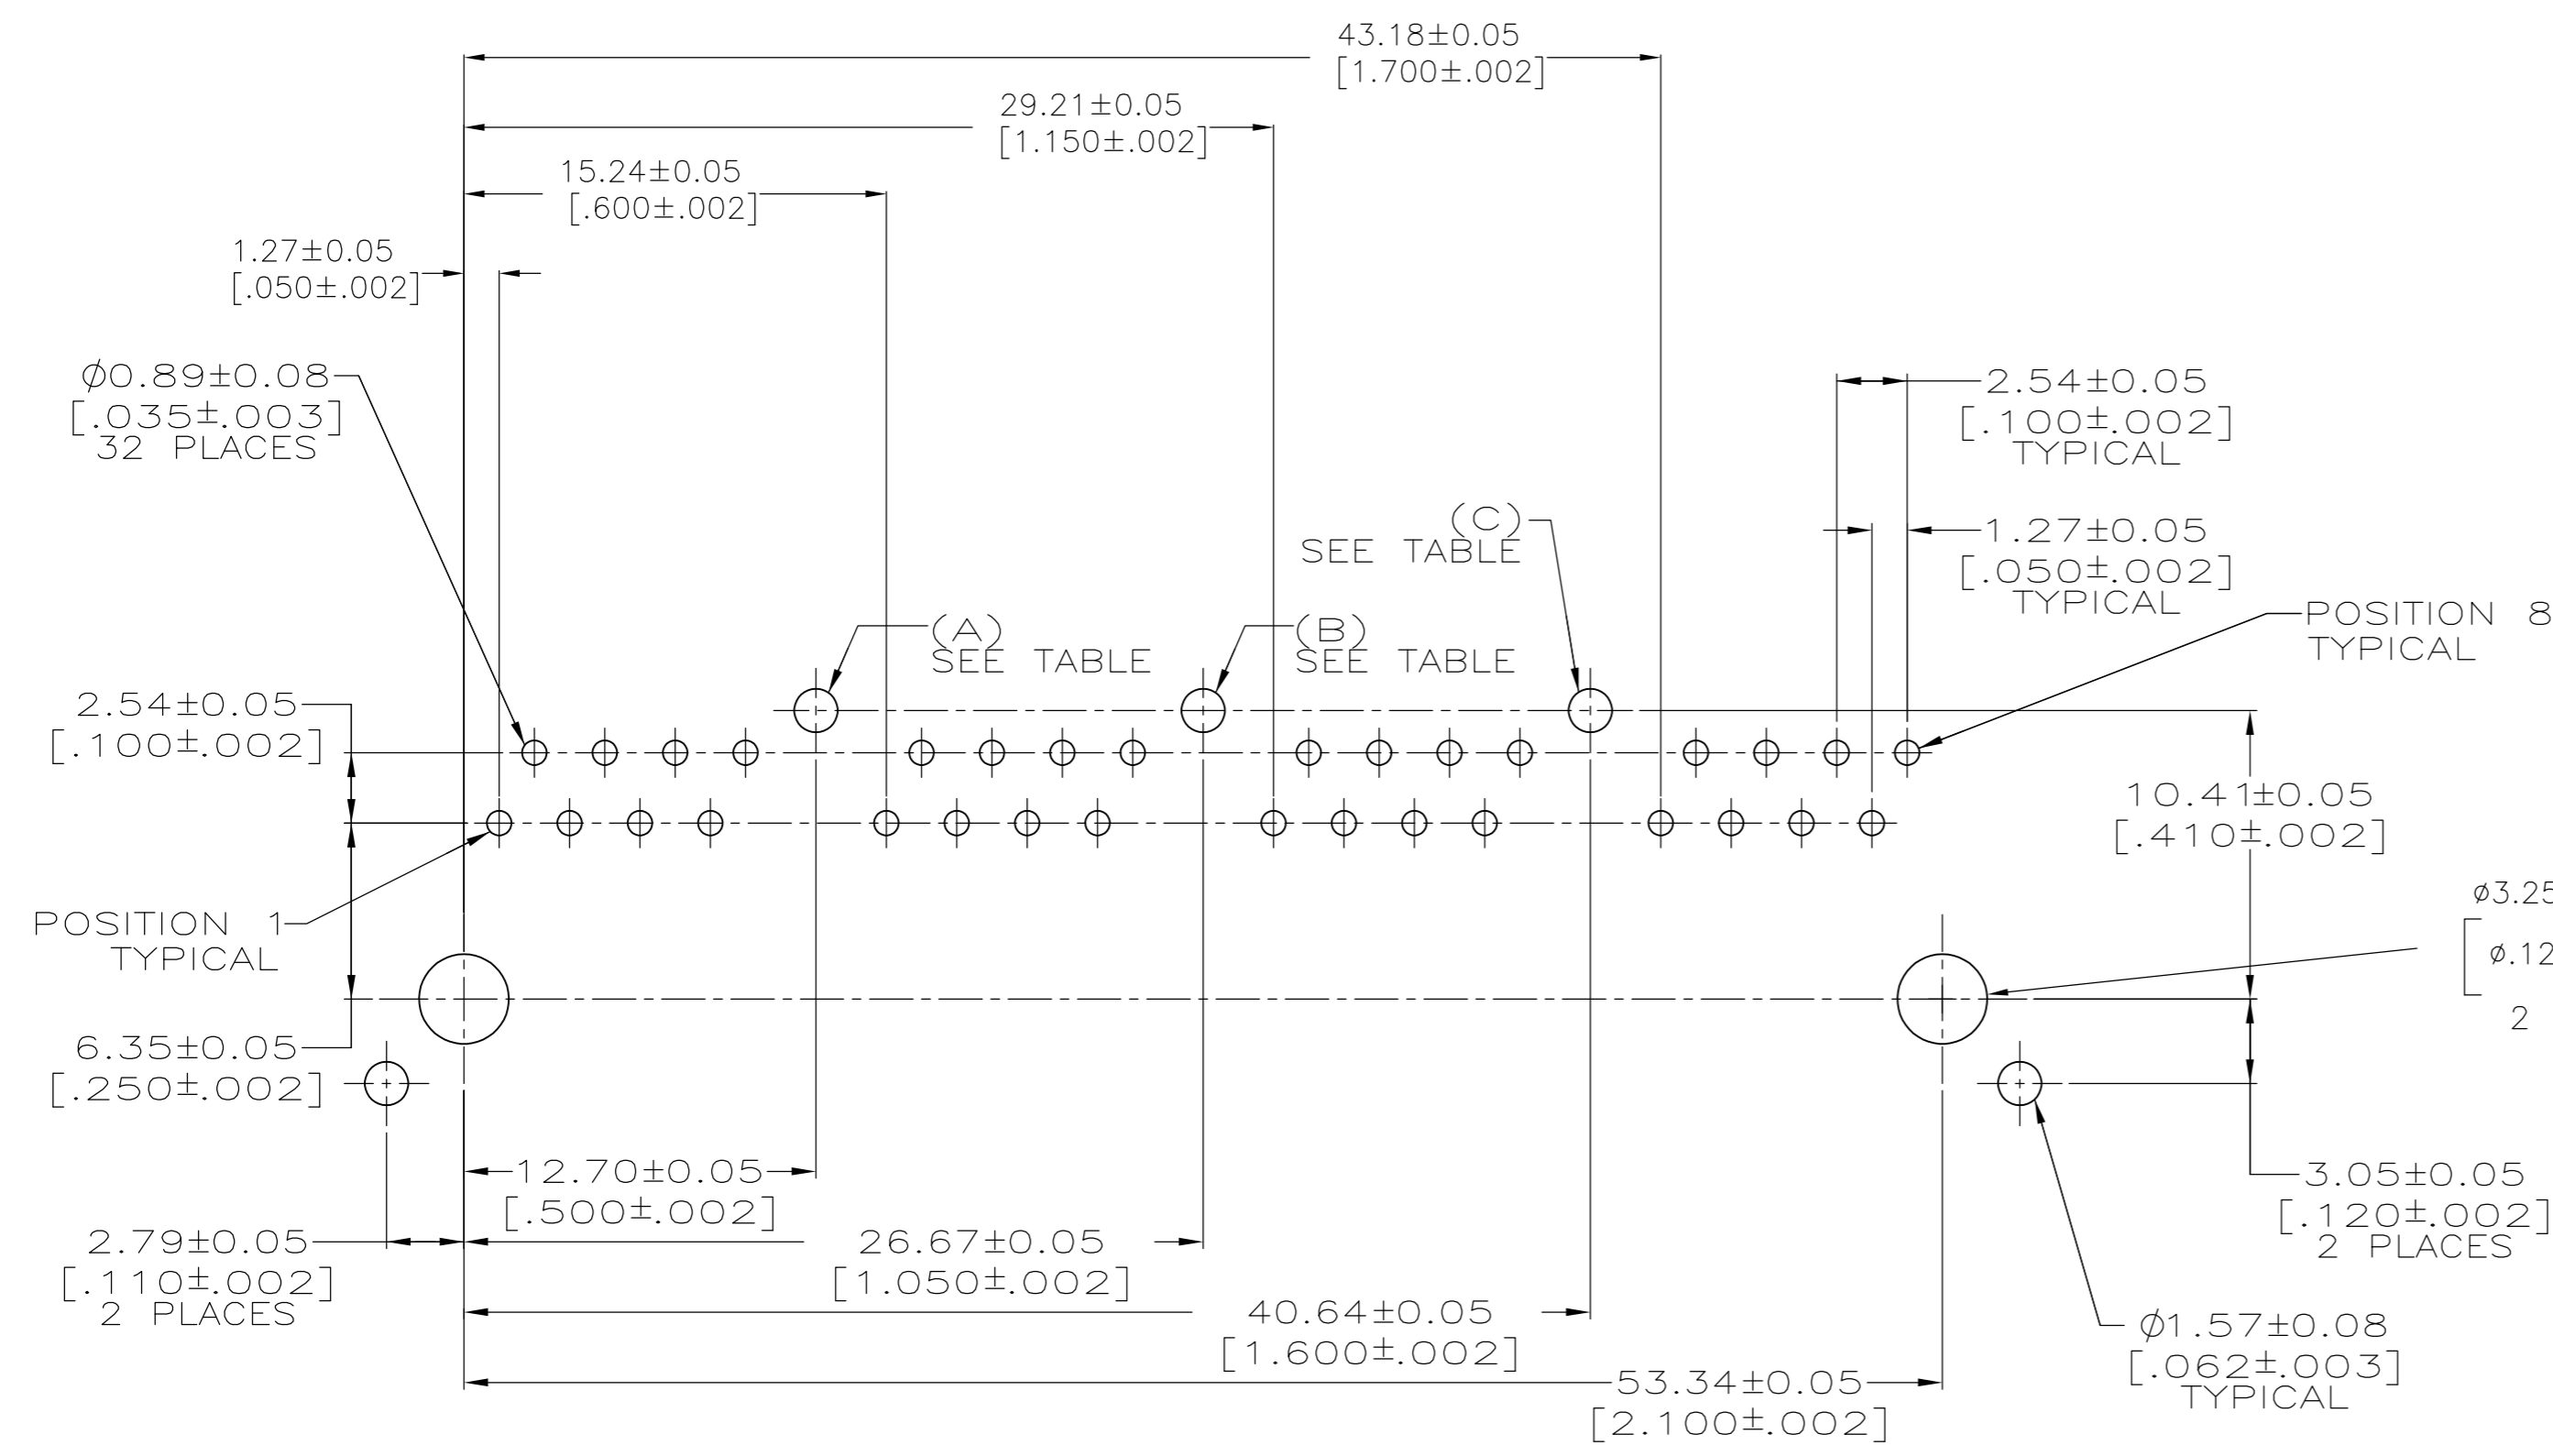 43.18±0.05
[1.700±.002]
29.21±0.05
[1.150±.002]
15.24±0.05
[.600±.002]
1.27±0.05
[.050±.002]
⌀0.89±0.08
[.035±.003]
32 PLACES
2.54±0.05
[.100±.002]
TYPICAL
1.27±0.05
[.050±.002]
TYPICAL
(C)
SEE TABLE
POSITION 8
TYPICAL
(A)
SEE TABLE
(B)
SEE TABLE
2.54±0.05
[.100±.002]
10.41±0.05
[.410±.002]
POSITION 1
TYPICAL
⌀3.25
⌀.12
2
6.35±0.05
[.250±.002]
12.70±0.05
[.500±.002]
3.05±0.05
[.120±.002]
2 PLACES
2.79±0.05
[.110±.002]
2 PLACES
26.67±0.05
[1.050±.002]
40.64±0.05
[1.600±.002]
⌀1.57±0.08
[.062±.003]
TYPICAL
53.34±0.05
[2.100±.002]